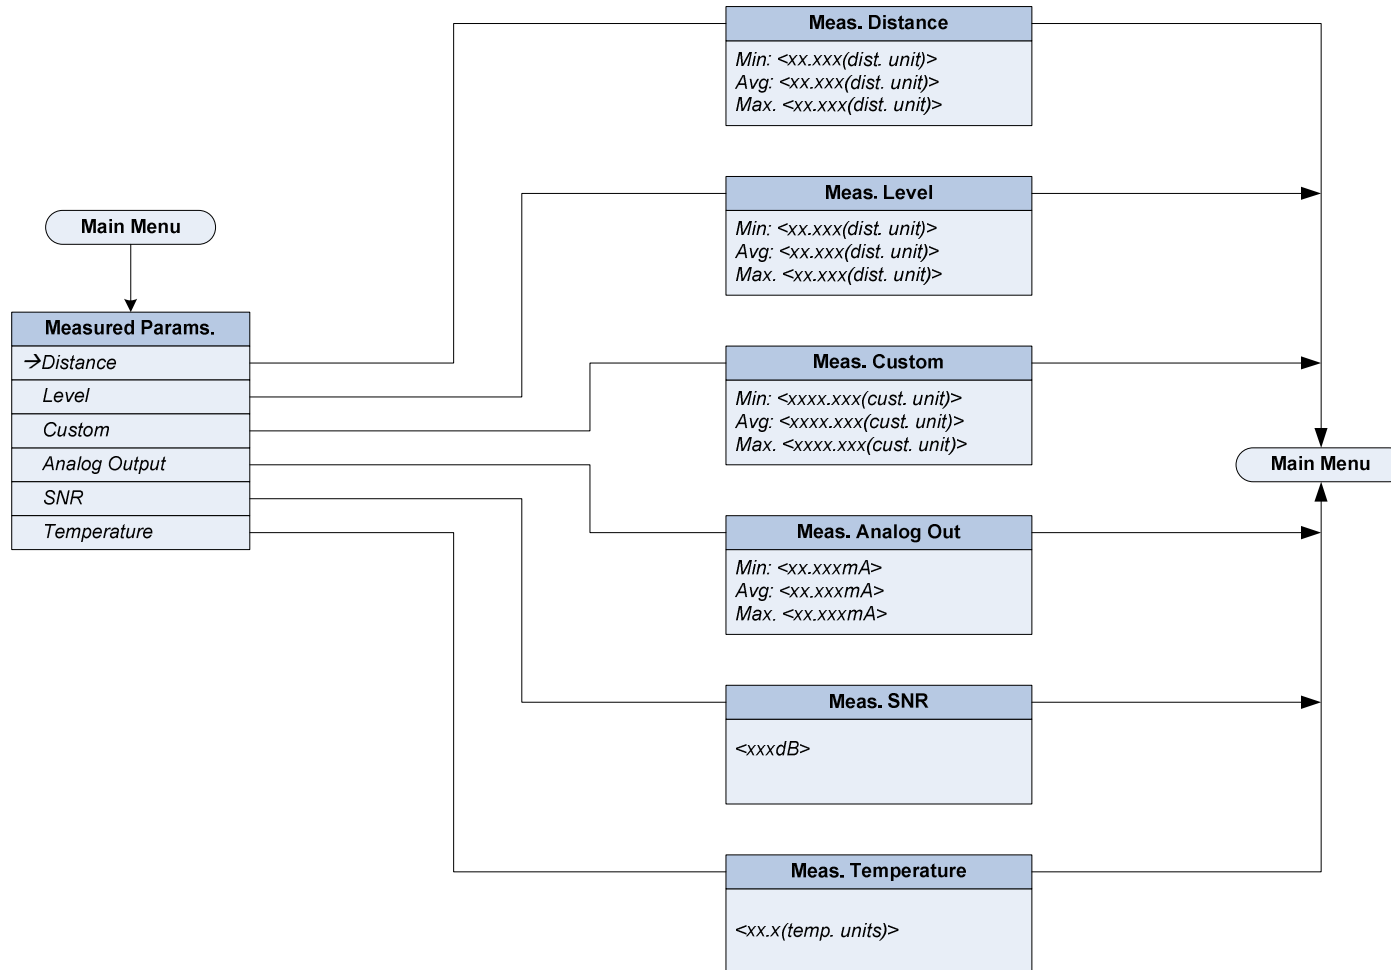 Main Menu
Measured Params.
→Distance
Level
Custom
Analog Output
SNR
Temperature
Meas. Distance
Min: <xx.xxx(dist. unit)>
Avg: <xx.xxx(dist. unit)>
Max. <xx.xxx(dist. unit)>
Meas. Level
Min: <xx.xxx(dist. unit)>
Avg: <xx.xxx(dist. unit)>
Max. <xx.xxx(dist. unit)>
Meas. Custom
Min: <xxxx.xxx(cust. unit)>
Avg: <xxxx.xxx(cust. unit)>
Max. <xxxx.xxx(cust. unit)>
Meas. Analog Out
Min: <xx.xxxmA>
Avg: <xx.xxxmA>
Max. <xx.xxxmA>
Meas. SNR
<xxxdB>
Meas. Temperature
<xx.x(temp. units)>
Main Menu